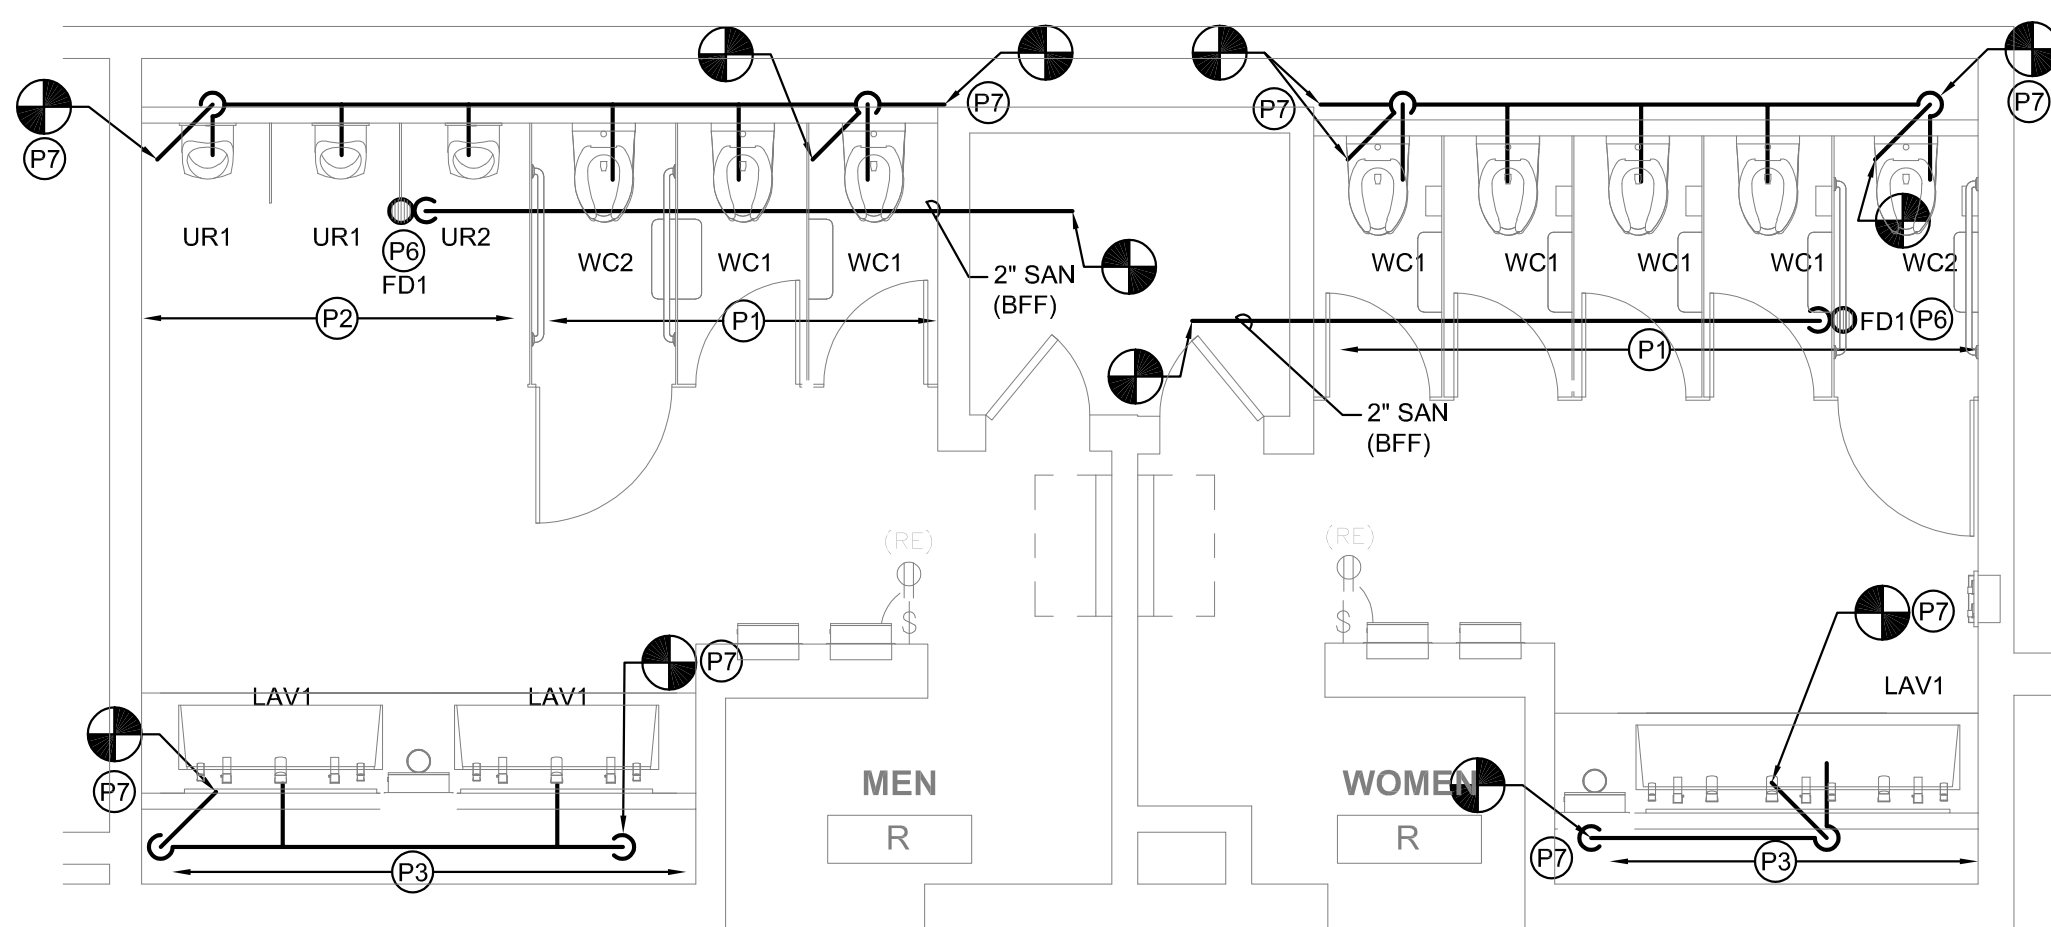 P7
P7
P7
P7
UR1
UR1
P6
FD1
UR2
WC2
WC1
WC1
2" SAN
(BFF)
WC1
WC1
WC1
WC1
WC2
P2
P1
FD1
P6
P1
2" SAN
(BFF)
(RE)
(RE)
S
S
P7
P7
LAV1
LAV1
LAV1
P7
MEN
R
WOMEN
R
P7
P3
P3